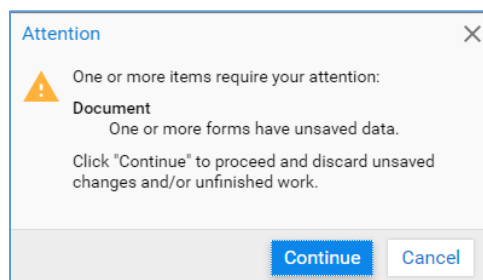 Attention
One or more items require your attention:
Document
One or more forms have unsaved data.
Click "Continue" to proceed and discard unsaved
changes and/or unfinished work.
Continue Cancel